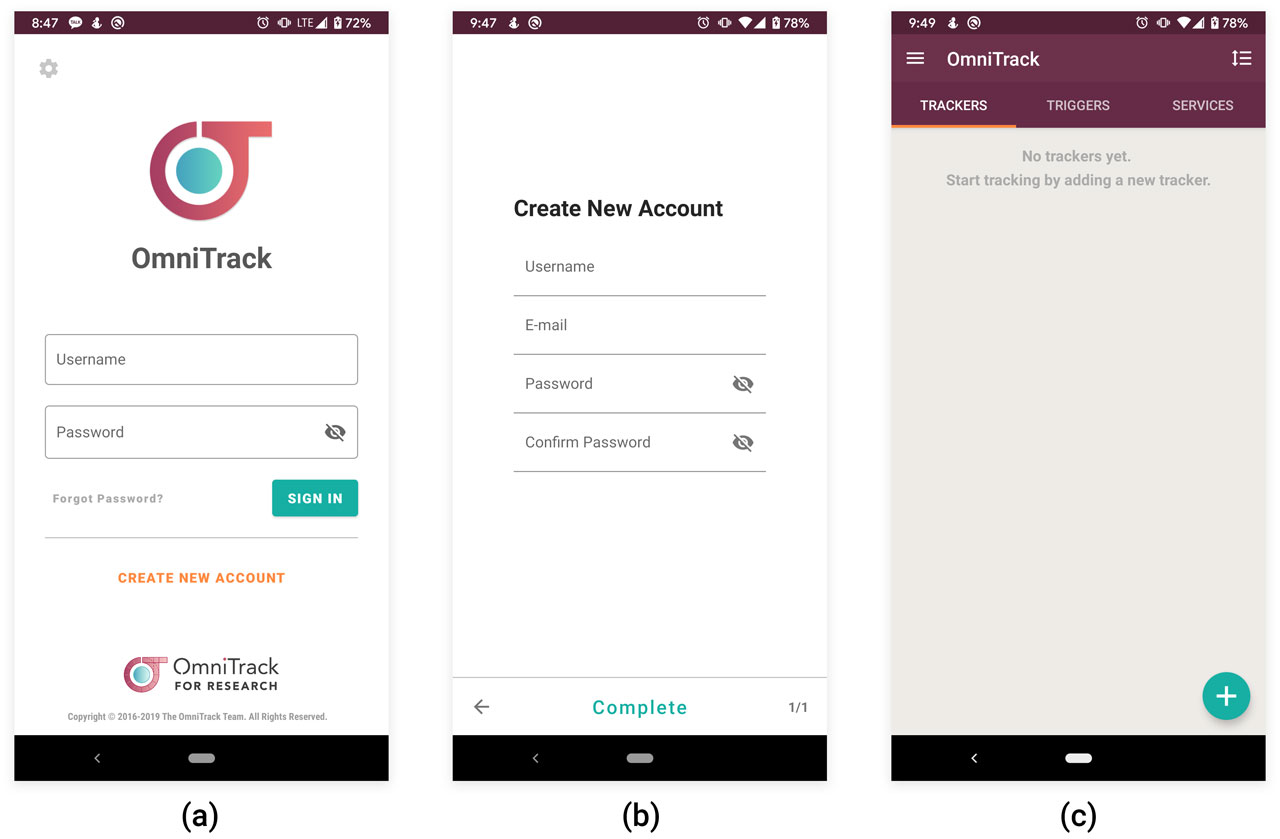 8:47 TALK LTE 72%
OmniTrack
Username
Password
Forgot Password? SIGN IN
CREATE NEW ACCOUNT
OmniTrack
FOR RESEARCH
Copyright © 2016-2019 The OmniTrack Team. All Rights Reserved.
(a)
9:47 78%
Create New Account
Username
E-mail
Password
Confirm Password
Complete 1/1
(b)
9:49 78%
OmniTrack
TRACKERS TRIGGERS SERVICES
No trackers yet.
Start tracking by adding a new tracker.
(c)